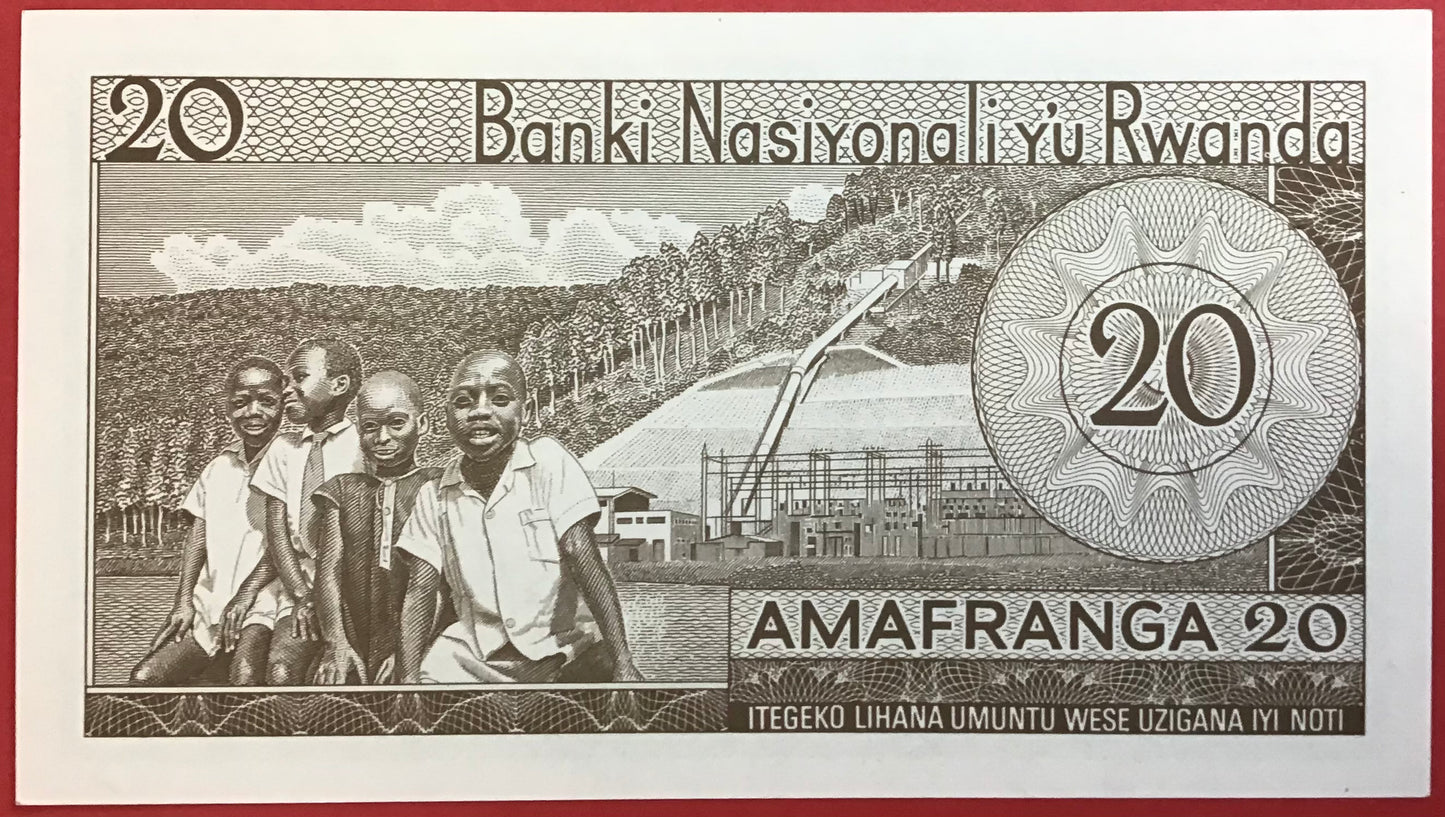 20 Banki Nasiyonali y'u Rwanda
20
AMAFRANGA 20
ITEGEKO LIHANA UMUNTU WESE UZIGANA IYI NOTI